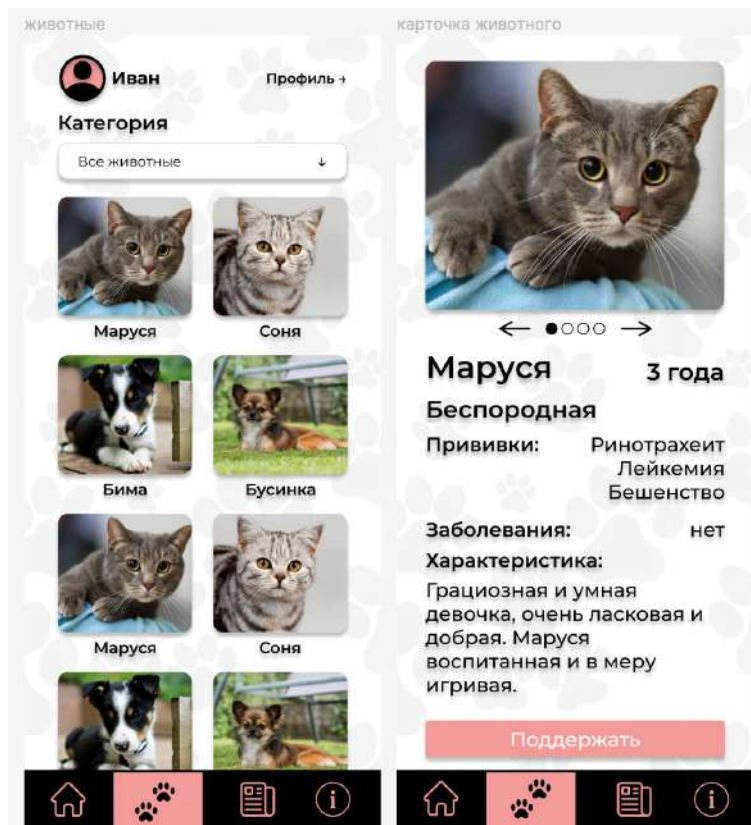 животные
Иван
Профиль →
Категория
Все животные ↓
Маруся
Соня
Бима
Бусинка
Маруся
Соня
карточка животного
← →
Маруся
3 года
Беспородная
Прививки:
Ринотрахеит
Лейкемия
Бешенство
Заболевания:
нет
Характеристика:
Грациозная и умная
девочка, очень ласковая и
добрая. Маруся
воспитанная и в меру
игривая.
Поддержать
i
i